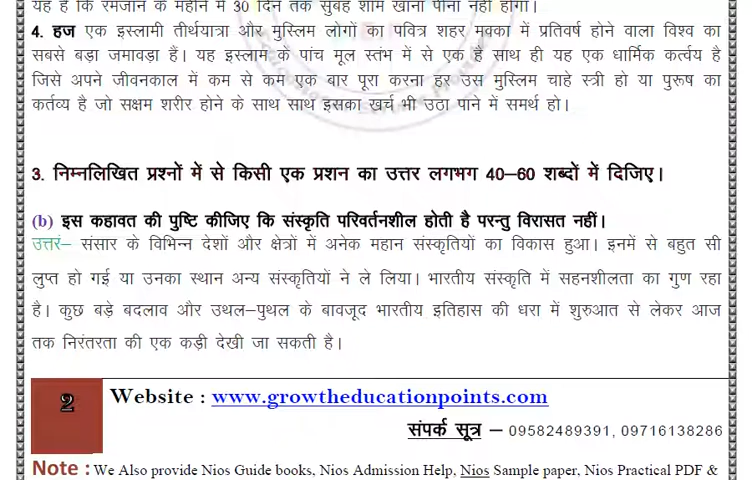 यह है कि रमजान के महीने में 30 दिन तक सुबह शाम खाना पीना नहीं होगा।
4. हज एक इस्लामी तीर्थयात्रा और मुस्लिम लोगों का पवित्र शहर मक्का में प्रतिवर्ष होने वाला विश्व का
सबसे बड़ा जमावड़ा हैं। यह इस्लाम के पांच मूल स्तंभ में से एक है साथ ही यह एक धार्मिक कर्त्वय है
जिसे अपने जीवनकाल में कम से कम एक बार पूरा करना हर उस मुस्लिम चाहे स्त्री हो या पुरूष का
कर्तव्य है जो सक्षम शरीर होने के साथ साथ इसका खर्च भी उठा पाने में समर्थ हो।
3. निम्नलिखित प्रश्नों में से किसी एक प्रशन का उत्तर लगभग 40–60 शब्दों में दिजिए।
(b) इस कहावत की पुष्टि कीजिए कि संस्कृति परिवर्तनशील होती है परन्तु विरासत नहीं।
उत्तरं– संसार के विभिन्न देशों और क्षेत्रों में अनेक महान संस्कृतियों का विकास हुआ। इनमें से बहुत सी
लुप्त हो गई या उनका स्थान अन्य संस्कृतियों ने ले लिया। भारतीय संस्कृति में सहनशीलता का गुण रहा
है। कुछ बड़े बदलाव और उथल–पुथल के बावजूद भारतीय इतिहास की धरा में शुरुआत से लेकर आज
तक निरंतरता की एक कड़ी देखी जा सकती है।
2 Website : www.growtheducationpoints.com
संपर्क सूत्र – 09582489391, 09716138286
Note : We Also provide Nios Guide books, Nios Admission Help, Nios Sample paper, Nios Practical PDF &